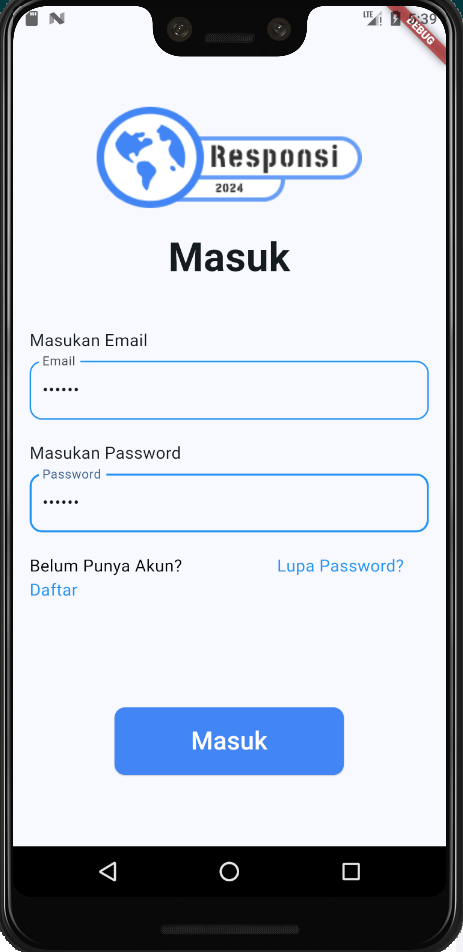 LTE 5:39
DEBUG
Responsi
2024
Masuk
Masukan Email
Email
••••••
Masukan Password
Password
••••••
Belum Punya Akun? Lupa Password?
Daftar
Masuk